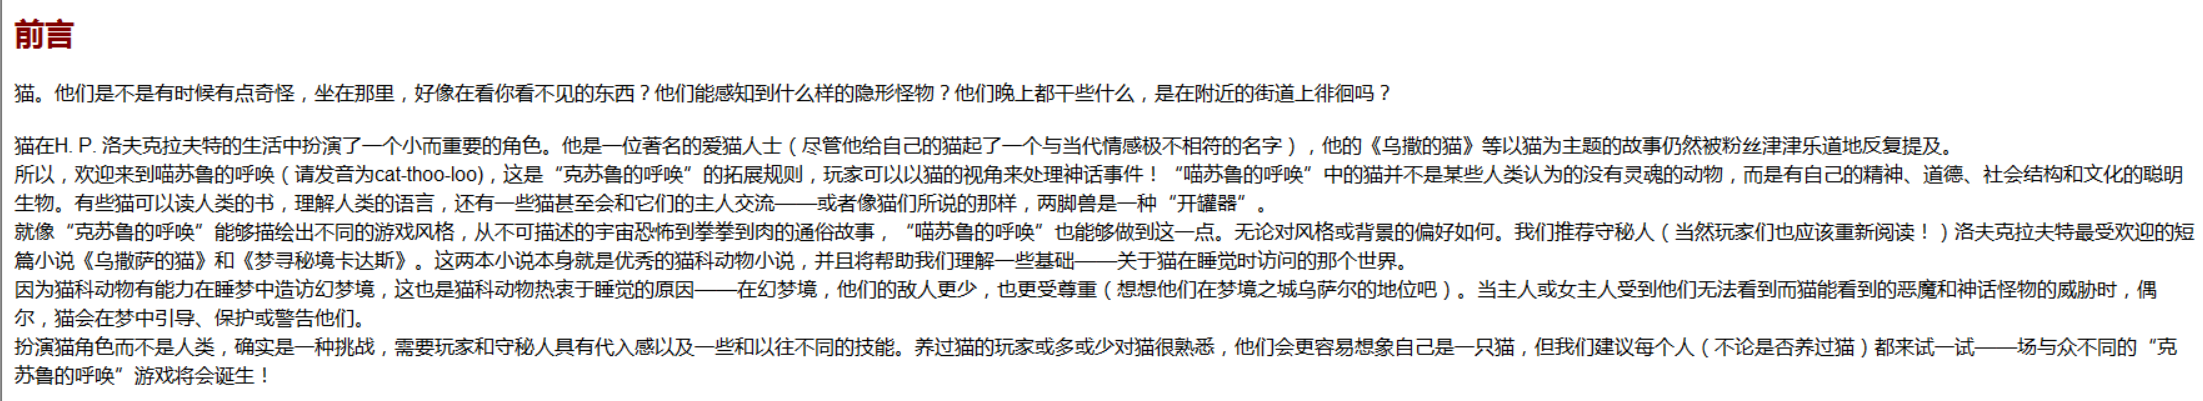 前言
猫。他们是不是有时候有点奇怪，坐在那里，好像在看你看不见的东西？他们能感知到什么样的隐形怪物？他们晚上都干些什么，是在附近的街道上徘徊吗？
猫在H. P. 洛夫克拉夫特的生活中扮演了一个小而重要的角色。他是一位著名的爱猫人士（尽管他给自己的猫起了一个与当代情感极不相符的名字），他的《乌撒的猫》等以猫为主题的故事仍然被粉丝津津乐道地反复提及。
所以，欢迎来到喵苏鲁的呼唤（请发音为cat-thoo-loo)，这是“克苏鲁的呼唤”的拓展规则，玩家可以以猫的视角来处理神话事件！“喵苏鲁的呼唤”中的猫并不是某些人类认为的没有灵魂的动物，而是有自己的精神、道德、社会结构和文化的聪明
生物。有些猫可以读人类的书，理解人类的语言，还有一些猫甚至会和它们的主人交流——或者像猫们所说的那样，两脚兽是一种“开罐器”。
就像“克苏鲁的呼唤”能够描绘出不同的游戏风格，从不可描述的宇宙恐怖到拳拳到肉的通俗故事，“喵苏鲁的呼唤”也能够做到这一点。无论对风格或背景的偏好如何。我们推荐守秘人（当然玩家们也应该重新阅读！）洛夫克拉夫特最受欢迎的短
篇小说《乌撒萨的猫》和《梦寻秘境卡达斯》。这两本小说本身就是优秀的猫科动物小说，并且将帮助我们理解一些基础——关于猫在睡觉时访问的那个世界。
因为猫科动物有能力在睡梦中造访幻梦境，这也是猫科动物热衷于睡觉的原因——在幻梦境，他们的敌人更少，也更受尊重（想想他们在梦境之城乌萨尔的地位吧）。当主人或女主人受到他们无法看到而猫能看到的恶魔和神话怪物的威胁时，偶
尔，猫会在梦中引导、保护或警告他们。
扮演猫角色而不是人类，确实是一种挑战，需要玩家和守秘人具有代入感以及一些和以往不同的技能。养过猫的玩家或多或少对猫很熟悉，他们会更容易想象自己是一只猫，但我们建议每个人（不论是否养过猫）都来试一试——场与众不同的“克
苏鲁的呼唤”游戏将会诞生！